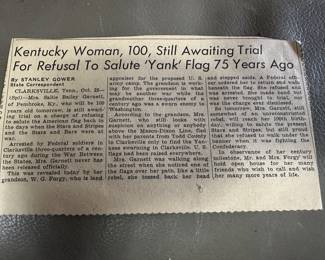 Kentucky Woman, 100, Still Awaiting Trial
For Refusal To Salute 'Yank' Flag 75 Years Ago
By STANLEY GOWER
State Correspondent
CLARKSVILLE, Tenn., Oct. 25—
(Spl)—Mrs. Sallie Bailey Garnett,
of Pembroke, Ky., who will be 100
years old tomorrow, is still await-
ing trial on a charge of refusing
to salute the American flag back in
the days when the Stars and Stripes
and the Stars and Bars were at
war.
Arrested by Federal soldiers in
Clarksville three-quarters of a cen-
tury ago during the War Between
the States, Mrs. Garnett never has
been released officially.
This was revealed today by her
grandson, W. G. Forgy, who is land
appraiser for the proposed U. S.
army camp. The grandson is work-
ing for the government in what
may be another war while the
grandmother three-quarters of a
century ago was a sworn enemy to
Washington.
According to the grandson, Mrs.
Garnett, who still looks with
suspicion on anything or anybody
above the Mason-Dixon Line, fled
with her parents from Todd County
to Clarksville only to find the Yan-
kees swarming in Clarksville. U. S.
flags had been raised everywhere.
Mrs. Garnett was walking along
the street when she noticed one of
the flags over her path. Like a little
rebel, she tossed back her head
and stepped aside. A Federal offi-
cer ordered her to return and walk
under the flag. She refused and
was arrested. She
was never brought to trial, nor
was the charge ever dismissed.
So tomorrow, Mrs. Garnett, still
somewhat of an unreconstructed
rebel, will reach her 100th birth-
day, willing to salute the present
Stars and Stripes, but still proud
that she refused to walk under the
banner when it was fighting the
Confederacy.
In observance of her century
milestone, Mr. and Mrs. Forgy will
hold open house for her many
friends who wish to call and wish
her many more years of life.